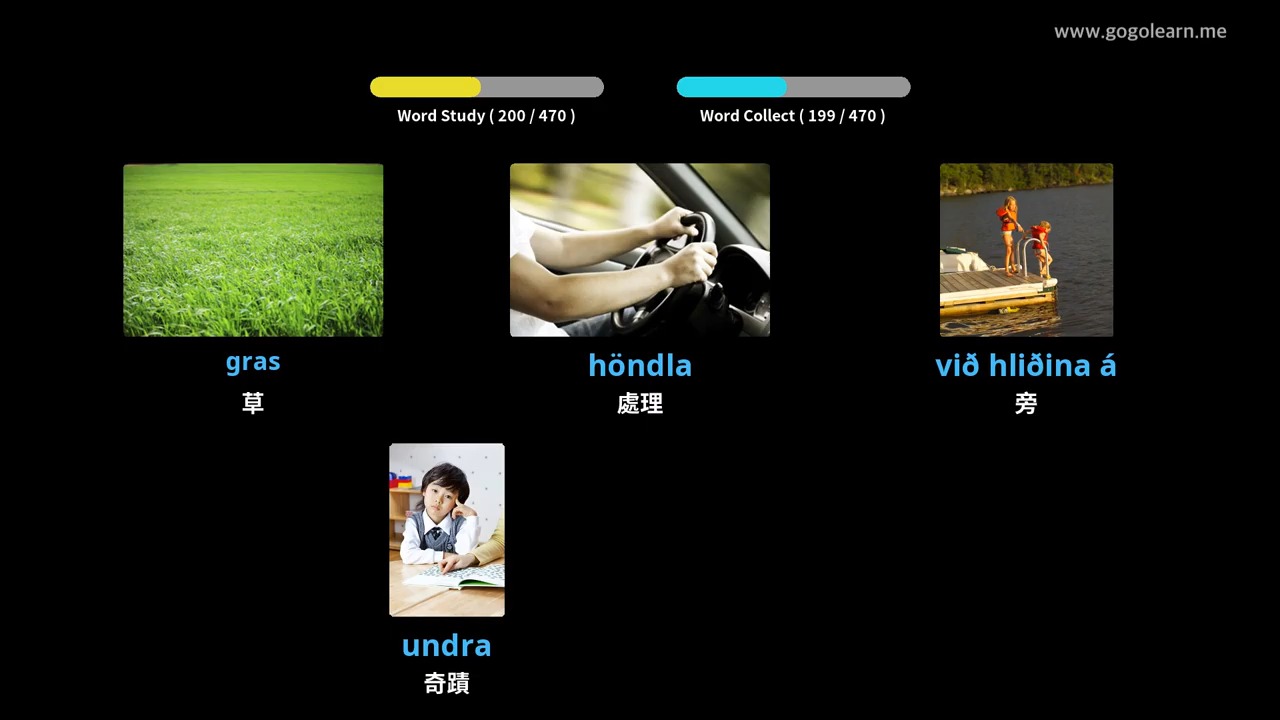 www.gogolearn.me
Word Study ( 200 / 470 )
Word Collect ( 199 / 470 )
gras
草
höndla
處理
við hliðina á
旁
undra
奇蹟